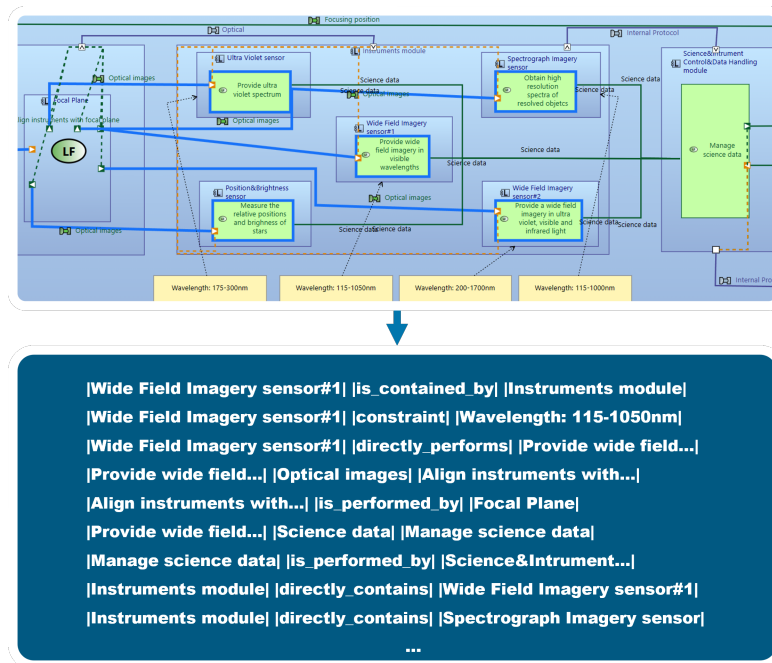 Focusing position
Optical
Internal Protocol
Ultra Violet sensor
Instruments module
Spectrograph Imagery
sensor
Science&Intrument
Control&Data Handling
module
Optical images
Science data
Science data
Provide ultra
violet spectrum
Optical images
Obtain high
resolution
spectra of
resolved objetcs
Science data
Focal Plane
lign instruments with focal plane
Optical images
Science data
LF
Wide Field Imagery
sensor#1
Provide wide
field imagery in
visible
wavelengths
Science data
Manage
science data
Science data
Position&Brightness
sensor
Wide Field Imagery
sensor#2
Optical images
Measure the
relative positions
and brighness of
stars
Provide a wide
field imagery in ultra
violet, visible and
infrared light
Science data
Science data
Science data
Optical images
Internal Pro
Wavelength: 175-300nm
Wavelength: 115-1050nm
Wavelength: 200-1700nm
Wavelength: 115-1000nm
|Wide Field Imagery sensor#1| |is_contained_by| |Instruments module|
|Wide Field Imagery sensor#1| |constraint| |Wavelength: 115-1050nm|
|Wide Field Imagery sensor#1| |directly_performs| |Provide wide field...|
|Provide wide field...| |Optical images| |Align instruments with...|
|Align instruments with...| |is_performed_by| |Focal Plane|
|Provide wide field...| |Science data| |Manage science data|
|Manage science data| |is_performed_by| |Science&Intrument...|
|Instruments module| |directly_contains| |Wide Field Imagery sensor#1|
|Instruments module| |directly_contains| |Spectrograph Imagery sensor|
...